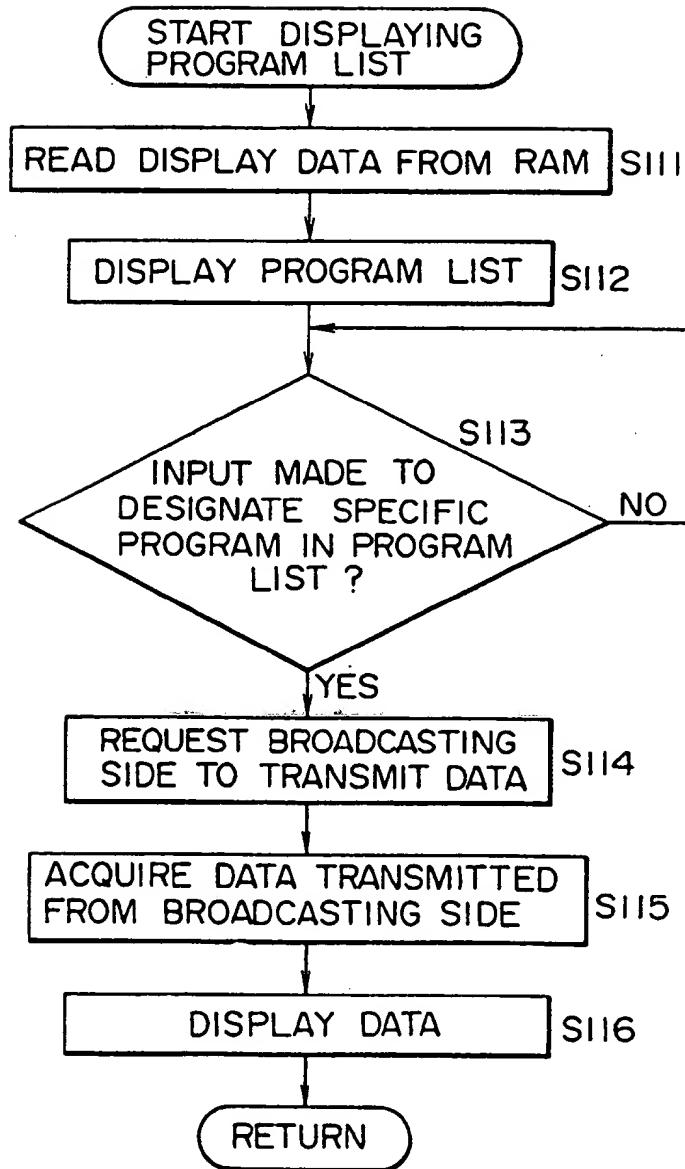 START DISPLAYING
PROGRAM LIST
READ DISPLAY DATA FROM RAM
S111
DISPLAY PROGRAM LIST
S112
S113
INPUT MADE TO
DESIGNATE SPECIFIC
PROGRAM IN PROGRAM
LIST ?
NO
YES
REQUEST BROADCASTING
SIDE TO TRANSMIT DATA
S114
ACQUIRE DATA TRANSMITTED
FROM BROADCASTING SIDE
S115
DISPLAY DATA
S116
RETURN